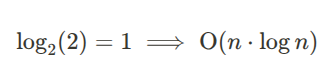 log₂(2) = 1 ⟹ O(n · log n)